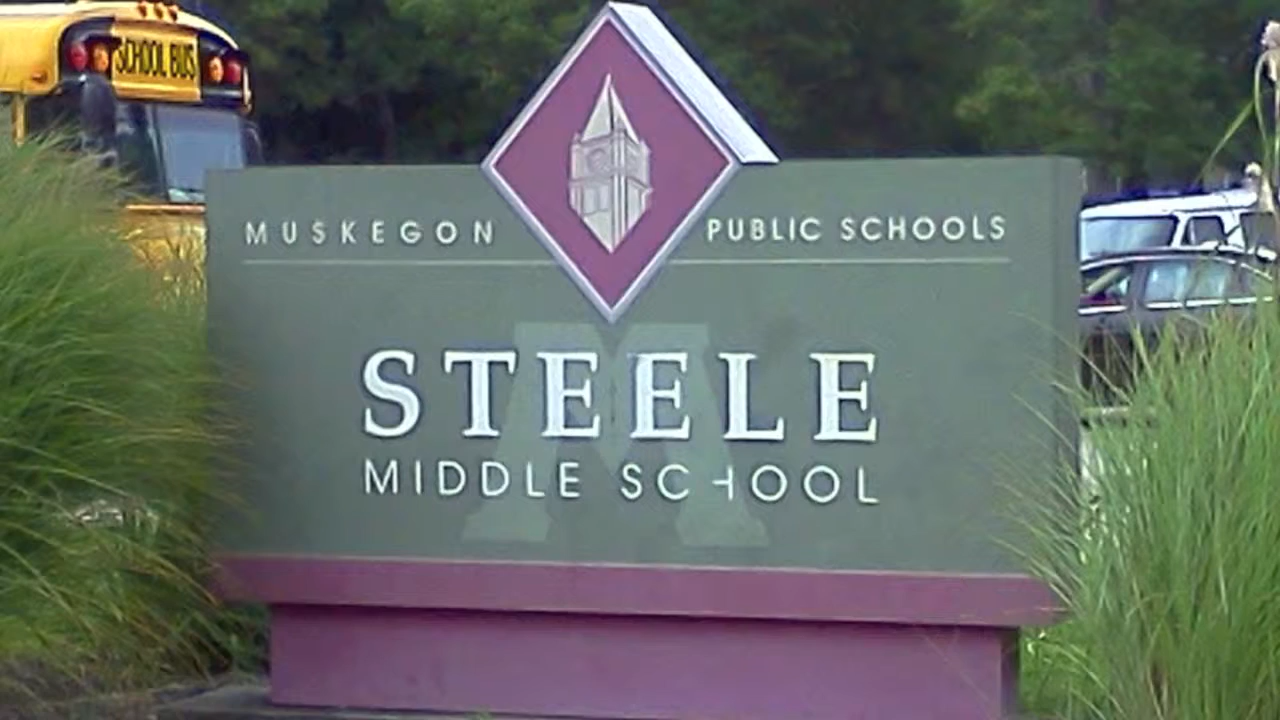 SCHOOL BUS
MUSKEGON PUBLIC SCHOOLS
M
STEELE
MIDDLE SCHOOL